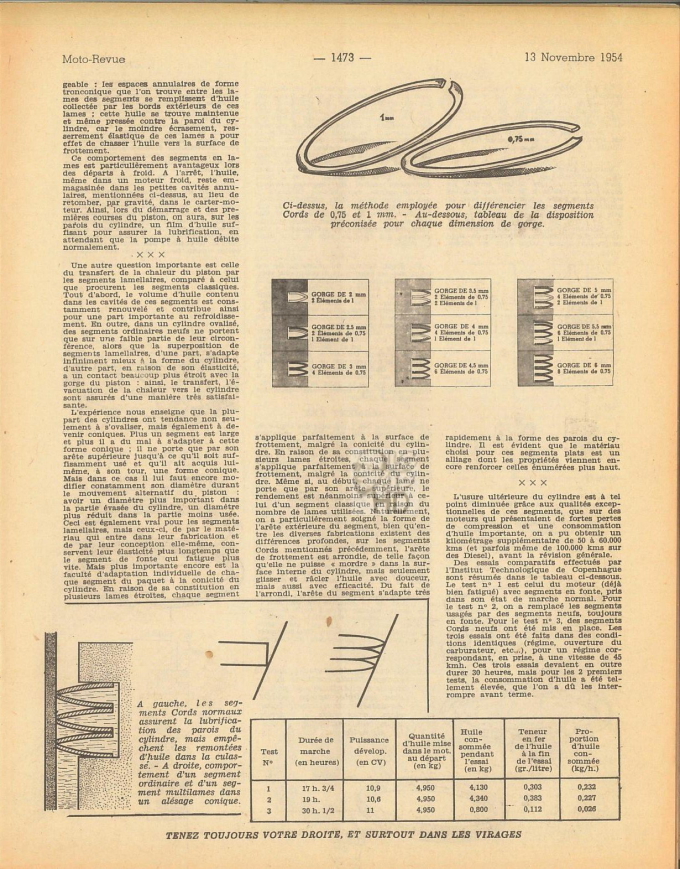 Moto-Revue
— 1473 —
13 Novembre 1954
geable : les espaces annulaires de forme
tronconique que l'on trouve entre les la-
mes des segments se remplissent d'huile
collectée par les bords extérieurs de ces
lames ; cette huile se trouve maintenue
et même pressée contre la paroi du cy-
lindre, car le moindre écrasement, res-
serrement élastique de ces lames a pour
effet de chasser l'huile vers la surface de
frottement.
Ce comportement des segments en la-
mes est particulièrement avantageux lors
des départs à froid. A l'arrêt, l'huile,
même dans un moteur froid, reste em-
magasinée dans les petites cavités annu-
laires, mentionnées ci-dessus, au lieu de
retomber, par gravité, dans le carter-mo-
teur. Ainsi, lors du démarrage et des pre-
mières courses du piston, on aura, sur les
parois du cylindre, un film d'huile suf-
fisant pour assurer la lubrification, en
attendant que la pompe à huile débite
normalement.
× × ×
Une autre question importante est celle
du transfert de la chaleur du piston par
les segments lamellaires, comparé à celui
que procurent les segments classiques.
Tout d'abord, le volume d'huile contenu
dans les cavités de ces segments est cons-
tamment renouvelé et contribue ainsi
pour une part importante au refroidisse-
ment. En outre, dans un cylindre ovalisé,
des segments ordinaires neufs ne portent
que sur une faible partie de leur circon-
férence, alors que la superposition de
segments lamellaires, d'une part, s'adapte
infiniment mieux à la forme du cylindre,
d'autre part, en raison de son élasticité,
a un contact beaucoup plus étroit avec la
gorge du piston : ainsi, le transfert, l'é-
vacuation de la chaleur vers le cylindre
sont assurés d'une manière très satisfai-
sante.
L'expérience nous enseigne que la plu-
part des cylindres ont tendance non seu-
lement à s'ovaliser, mais également à de-
venir coniques. Plus un segment est large
et plus il a du mal à s'adapter à cette
forme conique ; il ne porte que par son
arête supérieure jusqu'à ce qu'il soit suf-
fisamment usé et qu'il ait acquis lui-
même, à son tour, une forme conique.
Mais dans ce cas il lui faut encore mo-
difier constamment son diamètre durant
le mouvement alternatif du piston :
avoir un diamètre plus important dans
la partie évasée du cylindre, un diamètre
plus réduit dans la partie moins usée.
Ceci est également vrai pour les segments
lamellaires, mais ceux-ci, de par le maté-
riau qui entre dans leur fabrication et
de par leur conception elle-même, con-
servent leur élasticité plus longtemps que
le segment de fonte qui fatigue plus
vite. Mais plus importante encore est la
faculté d'adaptation individuelle de cha-
que segment du paquet à la conicité du
cylindre. En raison de sa constitution en
plusieurs lames étroites, chaque segment
1 mm
0,75 mm
Ci-dessus, la méthode employée pour différencier les segments
Cords de 0,75 et 1 mm. - Au-dessous, tableau de la disposition
préconisée pour chaque dimension de gorge.
GORGE DE 2 mm
2 Éléments de 1
GORGE DE 2.5 mm
2 Éléments de 0,75
1 Élément de 1
GORGE DE 3 mm
4 Éléments de 0.75
GORGE DE 3.5 mm
2 Éléments de 0.75
2 Éléments de 1
GORGE DE 4 mm
4 Éléments de 0.75
1 Élément de 1
GORGE DE 4.5 mm
6 Éléments de 0.75
GORGE DE 5 mm
4 Éléments de 0.75
2 Éléments de 1
GORGE DE 5.5 mm
6 Éléments de 0.75
1 Élément de 1
GORGE DE 6 mm
8 Éléments de 0.75
s'applique parfaitement à la surface de
frottement, malgré la conicité du cylin-
dre. En raison de sa constitution en plu-
sieurs lames étroites, chaque segment
s'applique parfaitement à la surface de
frottement, malgré la conicité du cylin-
dre. Même si, au début, chaque lame ne
porte que par son arête supérieure, le
rendement est néanmoins égal à ce-
lui d'un segment classique par le
nombre de lames utilisées. Naturellement,
on a particulièrement soigné la forme de
l'arête extérieure du segment, bien qu'en-
tre les diverses fabrications existent des
différences profondes, sur les segments
Cords mentionnés précédemment, l'arête
de frottement est arrondie, de telle façon
qu'elle ne puisse « mordre » dans la sur-
face interne du cylindre, mais seulement
glisser et râcler l'huile avec douceur,
mais aussi avec efficacité. Du fait de
l'arrondi, l'arête du segment s'adapte très
rapidement à la forme des parois du cy-
lindre. Il est évident que le matériau
choisi pour ces segments plats est un
alliage dont les propriétés viennent en-
core renforcer celles énumérées plus haut.
× × ×
L'usure ultérieure du cylindre est à tel
point diminuée grâce aux qualités excep-
tionnelles de ces segments, que sur des
moteurs qui présentaient de fortes pertes
de compression et une consommation
d'huile importante, on a pu obtenir un
kilométrage supplémentaire de 50 à 60.000
kms (et parfois même de 100.000 kms sur
des Diesel), avant la révision générale.
Des essais comparatifs effectués par
l'Institut Technologique de Copenhague
sont résumés dans le tableau ci-dessous.
Le test nº 1 est celui du moteur (déjà
bien fatigué) avec segments en fonte, pris
dans son état de marche normal. Pour
le test nº 2, on a remplacé les segments
usagés par des segments neufs, toujours
en fonte. Pour le test nº 3, des segments
Cords neufs ont été mis en place. Les
trois essais ont été faits dans des condi-
tions identiques (régime, ouverture du
carburateur, etc...), pour un régime cor-
respondant, en prise, à une vitesse de 45
kmh. Ces trois essais devaient en outre
durer 30 heures, mais pour les 2 premiers
tests, la consommation d'huile a été tel-
lement élevée, que l'on a dû les inter-
rompre avant terme.
A gauche, les seg-
ments Cords normaux
assurent la lubrifica-
tion des parois du
cylindre, mais empê-
chent les remontées
d'huile dans la culas-
se. - A droite, compor-
tement d'un segment
ordinaire et d'un seg-
ment multilames dans
un alésage conique.
Test Nº | Durée de marche (en heures) | Puissance dévelop. (en CV) | Quantité d'huile mise dans le mot. au départ (en kg) | Huile con-sommée pendant l'essai (en kg) | Teneur en fer de l'huile à la fin de l'essai (gr./litre) | Pro-portion d'huile con-sommée (kg/h.)
1 | 17 h. 3/4 | 10,9 | 4,950 | 4,130 | 0,303 | 0,232
2 | 19 h. | 10,6 | 4,950 | 4,340 | 0,383 | 0,227
3 | 30 h. 1/2 | 11 | 4,950 | 0,800 | 0,112 | 0,026
TENEZ TOUJOURS VOTRE DROITE, ET SURTOUT DANS LES VIRAGES